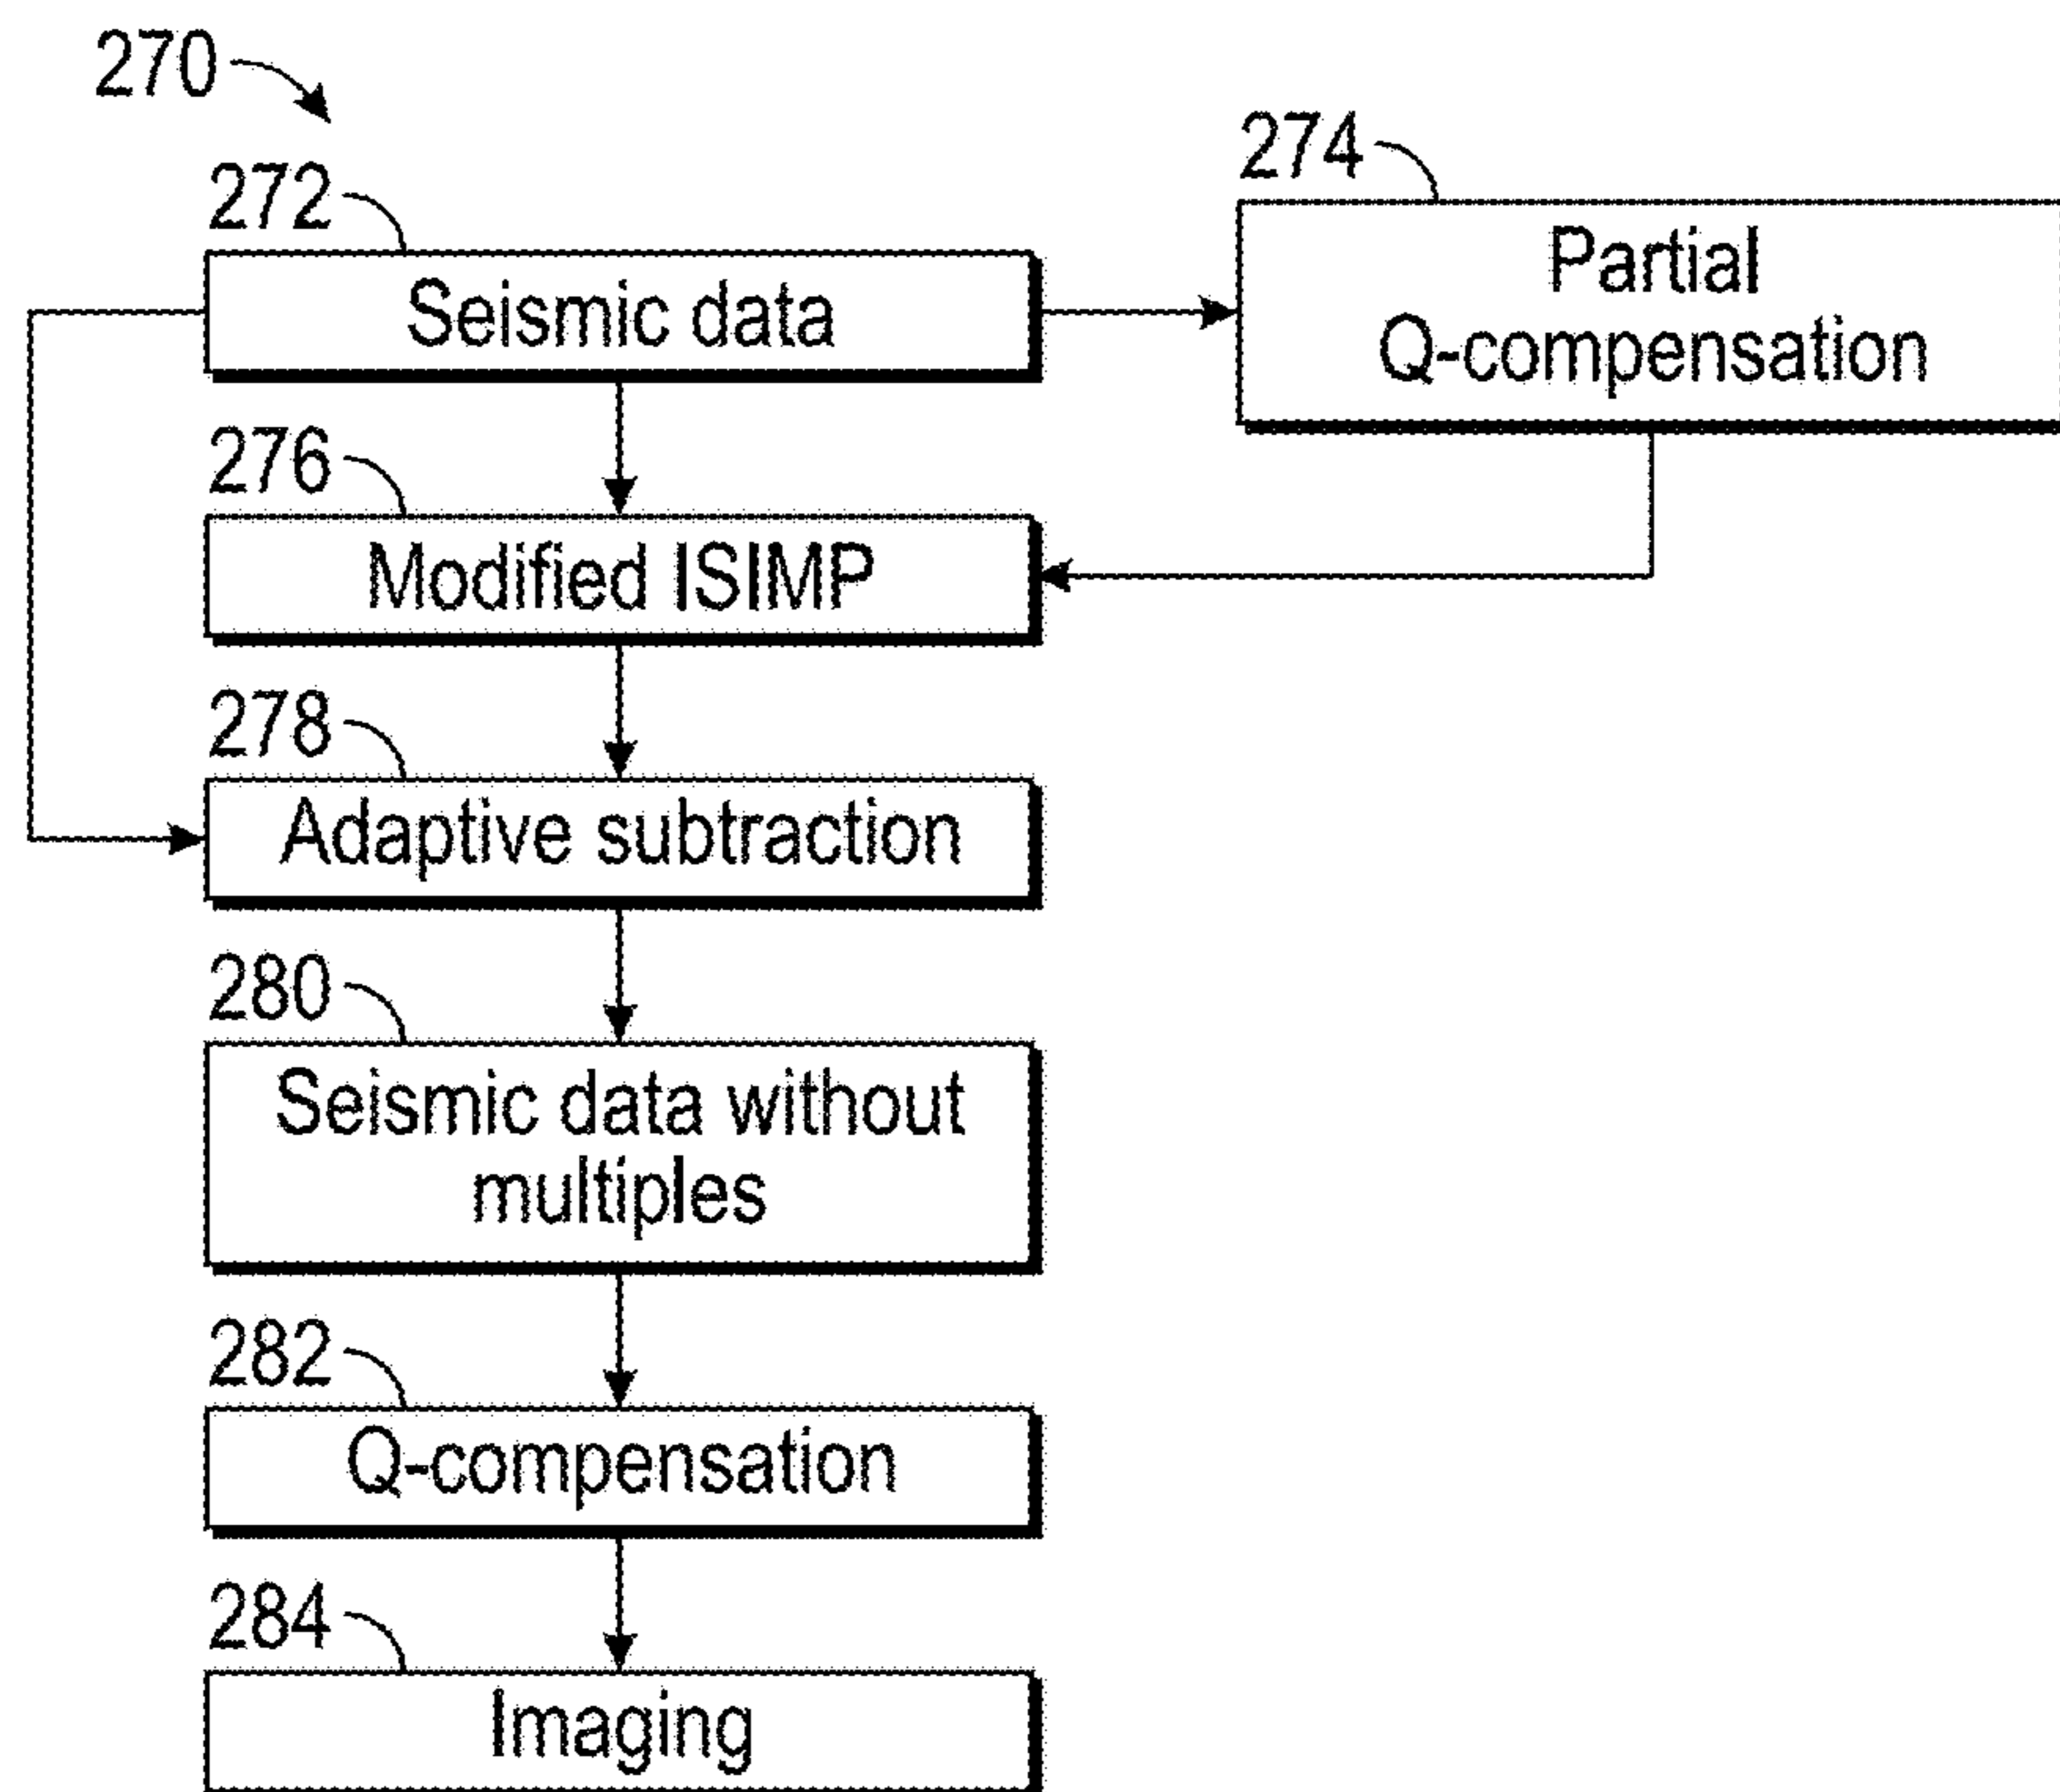 270
272
Seismic data
274
Partial
Q-compensation
276
Modified ISIMP
278
Adaptive subtraction
280
Seismic data without
multiples
282
Q-compensation
284
Imaging